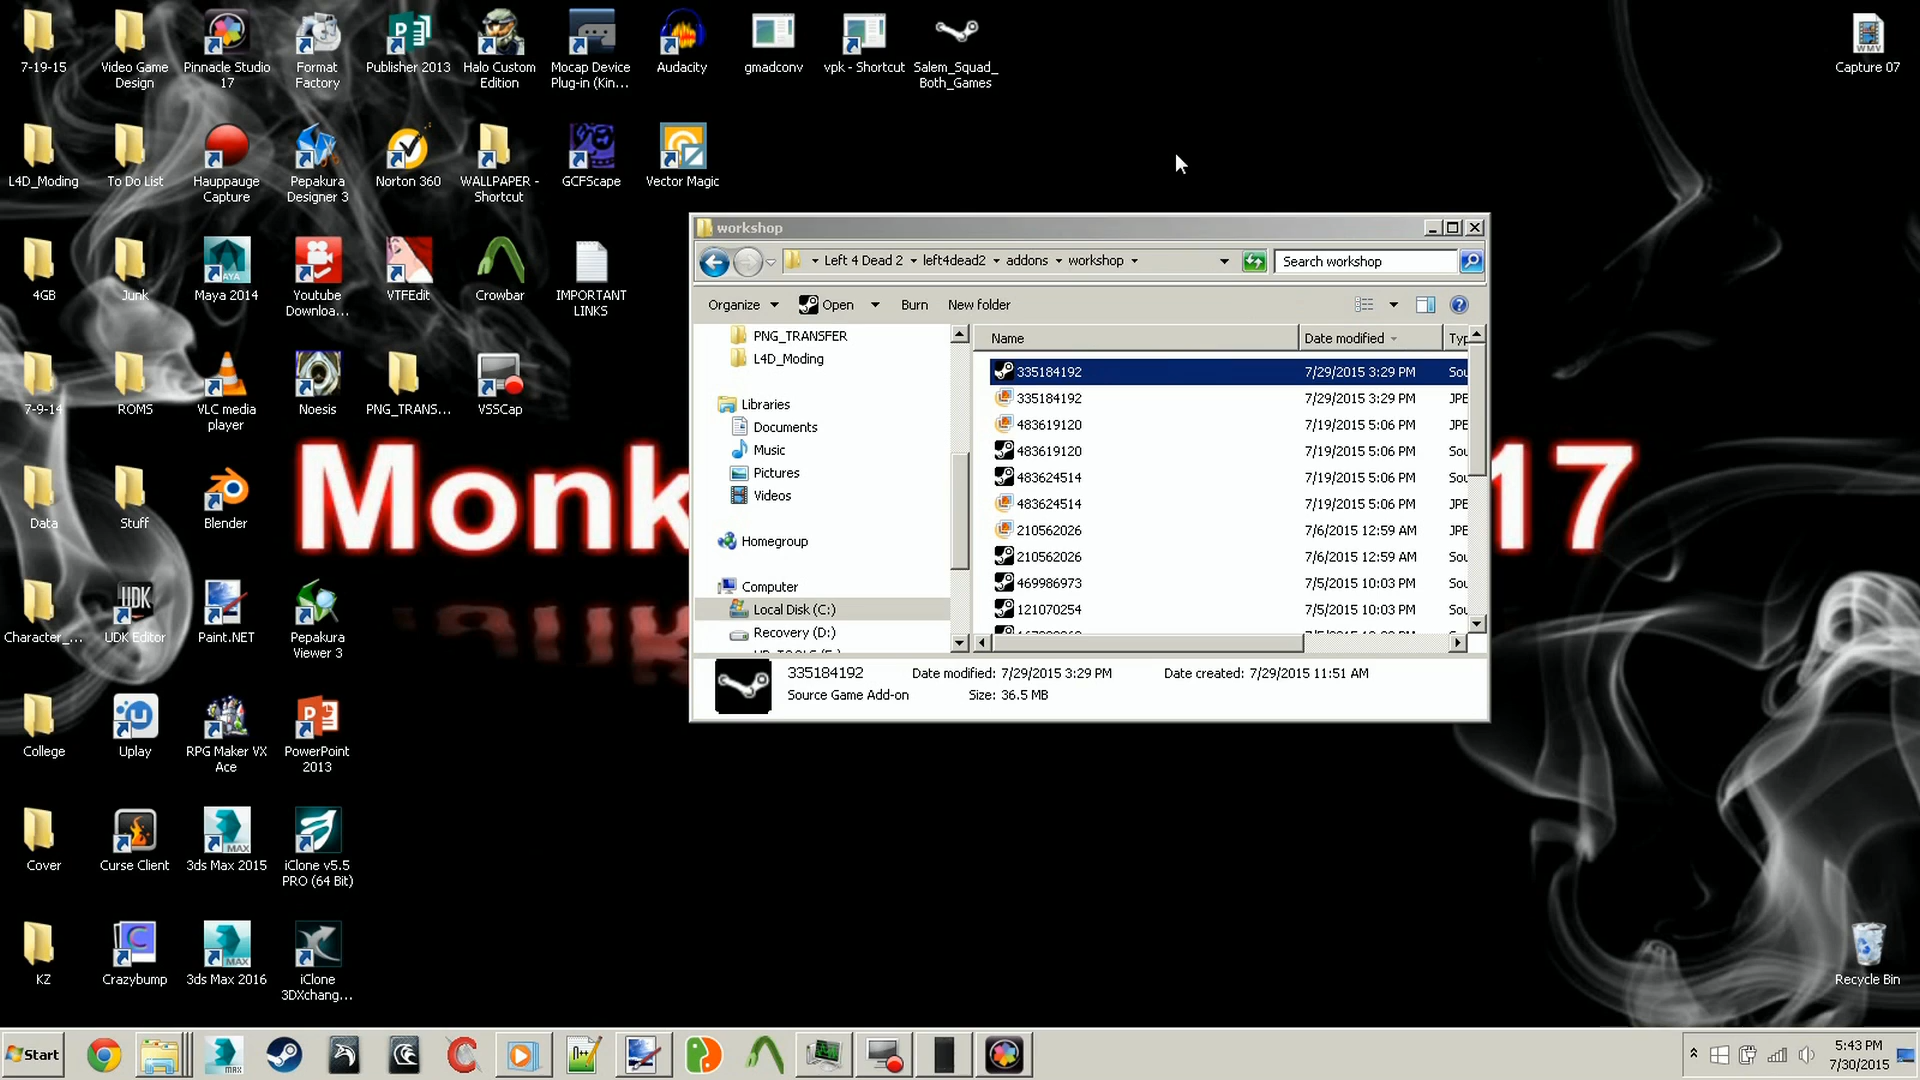 7-19-15
Video Game
Design
Pinnacle Studio
17
Format
Factory
Publisher 2013
Halo Custom
Edition
Mocap Device
Plug-in (Kin...
Audacity
gmadconv
vpk - Shortcut
Salem_Squad_
Both_Games
WMV
Capture 07
L4D_Moding
To Do List
Hauppauge
Capture
Pepakura
Designer 3
Norton 360
WALLPAPER -
Shortcut
GCFScape
Vector Magic
4GB
Junk
MAYA
Maya 2014
Youtube
Downloa...
VTFEdit
Crowbar
IMPORTANT
LINKS
7-9-14
ROMS
VLC media
player
Noesis
PNG_TRANS...
VSSCap
Data
Stuff
Blender
Monk
17
Character_...
UDK
UDK Editor
Paint.NET
Pepakura
Viewer 3
College
Uplay
RPG Maker VX
Ace
PowerPoint
2013
Cover
Curse Client
MAX
3ds Max 2015
iClone v5.5
PRO (64 Bit)
KZ
Crazybump
MAX
3ds Max 2016
iClone
3DXchang...
Recycle Bin
workshop
Left 4 Dead 2
left4dead2
addons
workshop
Search workshop
Organize
Open
Burn
New folder
PNG_TRANSFER
L4D_Moding
Libraries
Documents
Music
Pictures
Videos
Homegroup
Computer
Local Disk (C:)
Recovery (D:)
Name Date modified Typ
335184192 7/29/2015 3:29 PM Sou
335184192 7/29/2015 3:29 PM JPE
483619120 7/19/2015 5:06 PM JPE
483619120 7/19/2015 5:06 PM Sou
483624514 7/19/2015 5:06 PM Sou
483624514 7/19/2015 5:06 PM JPE
210562026 7/6/2015 12:59 AM JPE
210562026 7/6/2015 12:59 AM Sou
469986973 7/5/2015 10:03 PM Sou
121070254 7/5/2015 10:03 PM Sou
335184192 Date modified: 7/29/2015 3:29 PM Date created: 7/29/2015 11:51 AM
Source Game Add-on Size: 36.5 MB
Start
MAX
5:43 PM
7/30/2015